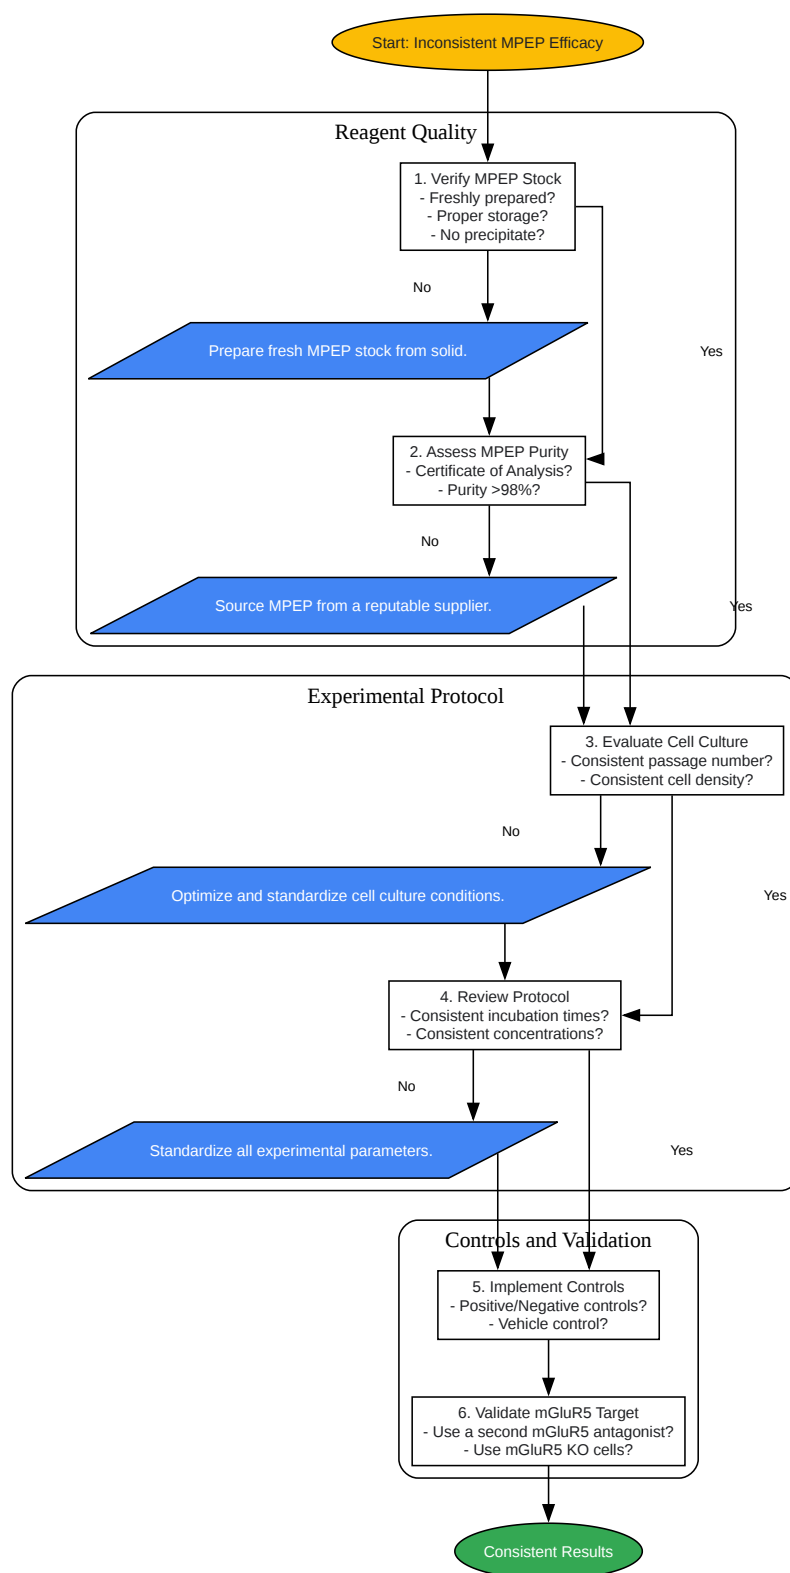 Start: Inconsistent MPEP Efficacy
Reagent Quality
1. Verify MPEP Stock
- Freshly prepared?
- Proper storage?
- No precipitate?
No
Prepare fresh MPEP stock from solid.
Yes
2. Assess MPEP Purity
- Certificate of Analysis?
- Purity >98%?
No
Source MPEP from a reputable supplier.
Yes
Experimental Protocol
3. Evaluate Cell Culture
- Consistent passage number?
- Consistent cell density?
No
Optimize and standardize cell culture conditions.
Yes
4. Review Protocol
- Consistent incubation times?
- Consistent concentrations?
No
Standardize all experimental parameters.
Yes
Controls and Validation
5. Implement Controls
- Positive/Negative controls?
- Vehicle control?
6. Validate mGluR5 Target
- Use a second mGluR5 antagonist?
- Use mGluR5 KO cells?
Consistent Results